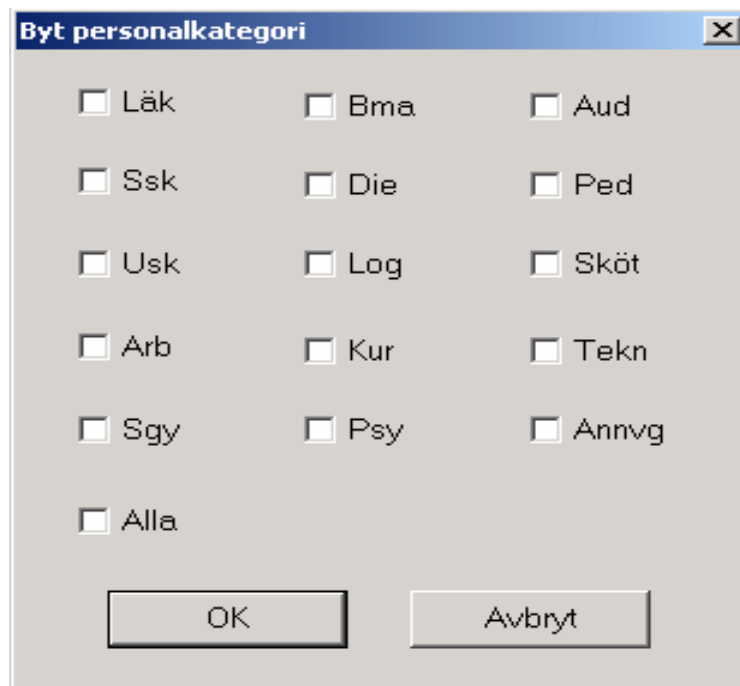 Byt personalkategori
Läk Bma Aud
Ssk Die Ped
Usk Log Sköt
Arb Kur Tekn
Sgy Psy Annvg
Alla
OK Avbryt